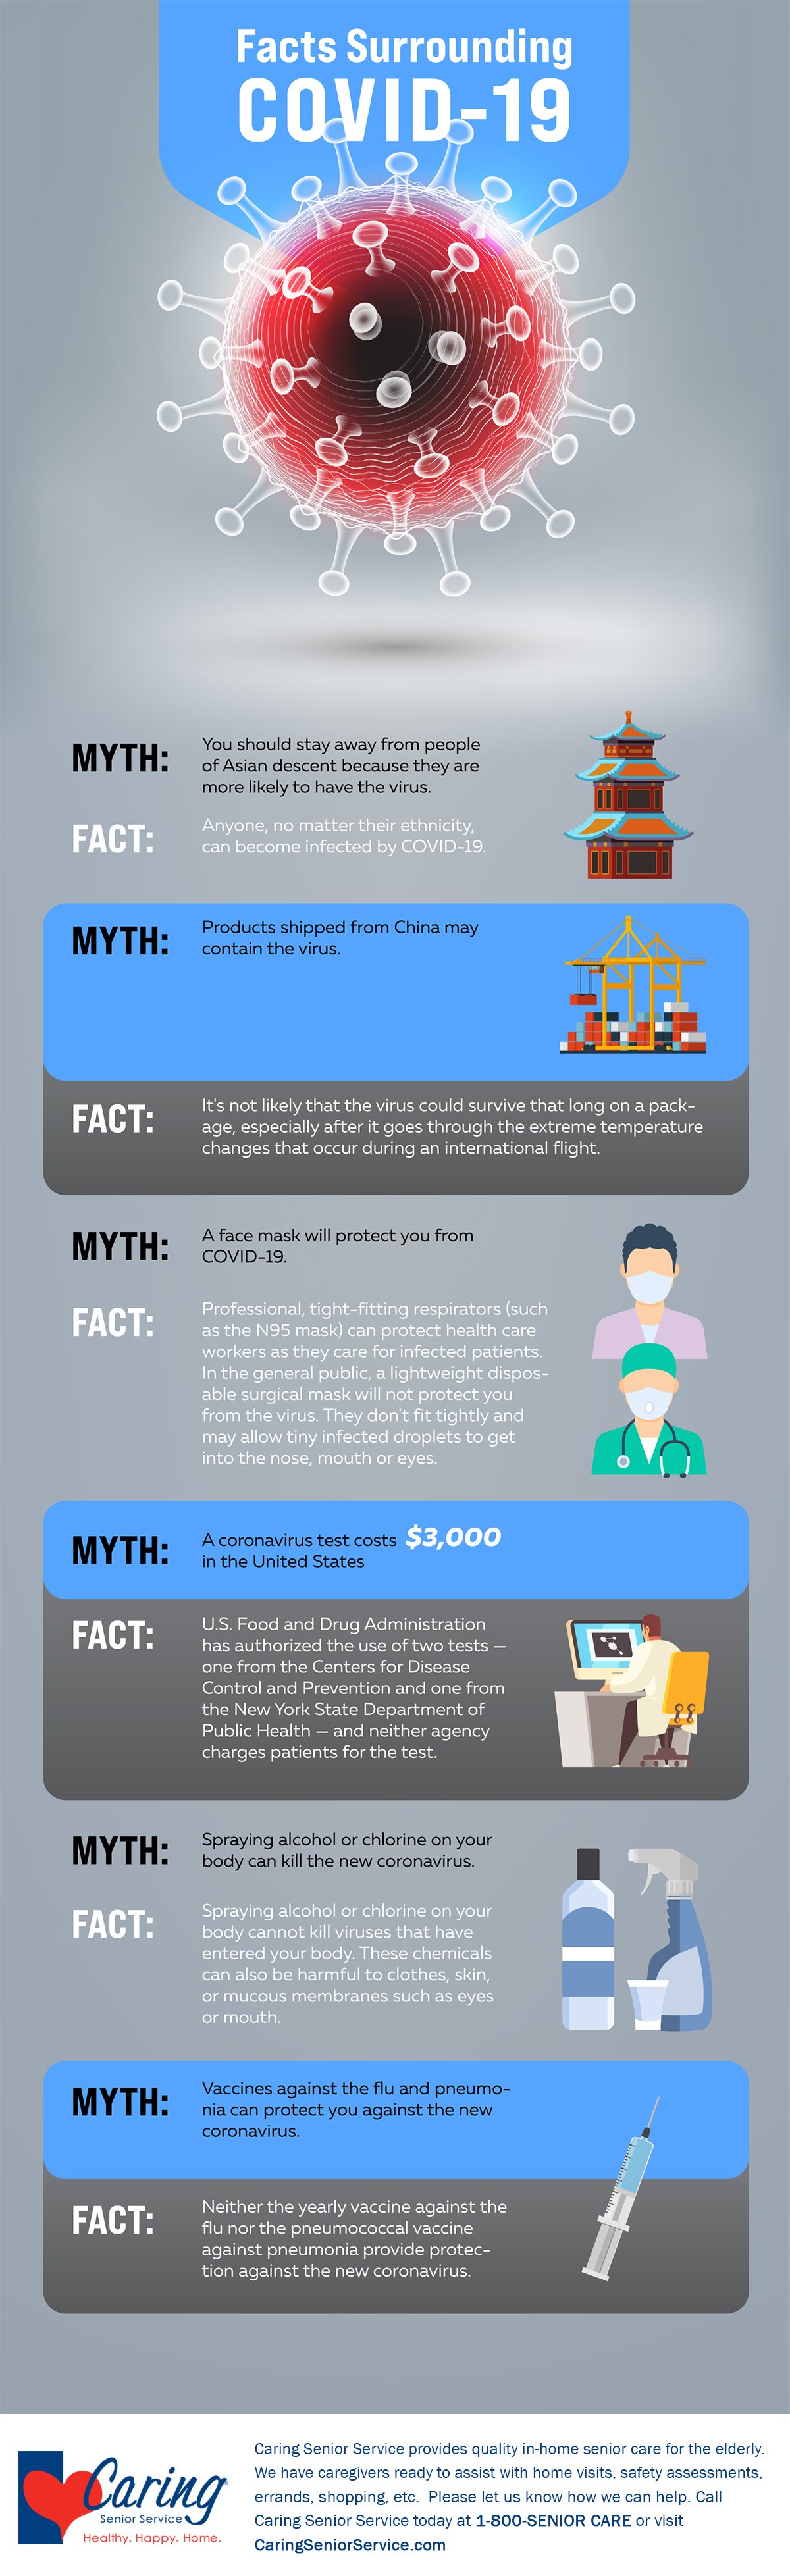 Facts Surrounding
COVID-19
MYTH:
You should stay away from people
of Asian descent because they are
more likely to have the virus.
FACT:
Anyone, no matter their ethnicity,
can become infected by COVID-19.
MYTH:
Products shipped from China may
contain the virus.
FACT:
It's not likely that the virus could survive that long on a pack-
age, especially after it goes through the extreme temperature
changes that occur during an international flight.
MYTH:
A face mask will protect you from
COVID-19.
FACT:
Professional, tight-fitting respirators (such
as the N95 mask) can protect health care
workers as they care for infected patients.
In the general public, a lightweight dispos-
able surgical mask will not protect you
from the virus. They don't fit tightly and
may allow tiny infected droplets to get
into the nose, mouth or eyes.
MYTH:
A coronavirus test costs $3,000
in the United States
FACT:
U.S. Food and Drug Administration
has authorized the use of two tests —
one from the Centers for Disease
Control and Prevention and one from
the New York State Department of
Public Health — and neither agency
charges patients for the test.
MYTH:
Spraying alcohol or chlorine on your
body can kill the new coronavirus.
FACT:
Spraying alcohol or chlorine on your
body cannot kill viruses that have
entered your body. These chemicals
can also be harmful to clothes, skin,
or mucous membranes such as eyes
or mouth.
MYTH:
Vaccines against the flu and pneumo-
nia can protect you against the new
coronavirus.
FACT:
Neither the yearly vaccine against the
flu nor the pneumococcal vaccine
against pneumonia provide protec-
tion against the new coronavirus.
Caring
Senior Service
Healthy. Happy. Home.
Caring Senior Service provides quality in-home senior care for the elderly.
We have caregivers ready to assist with home visits, safety assessments,
errands, shopping, etc. Please let us know how we can help. Call
Caring Senior Service today at 1-800-SENIOR CARE or visit
CaringSeniorService.com